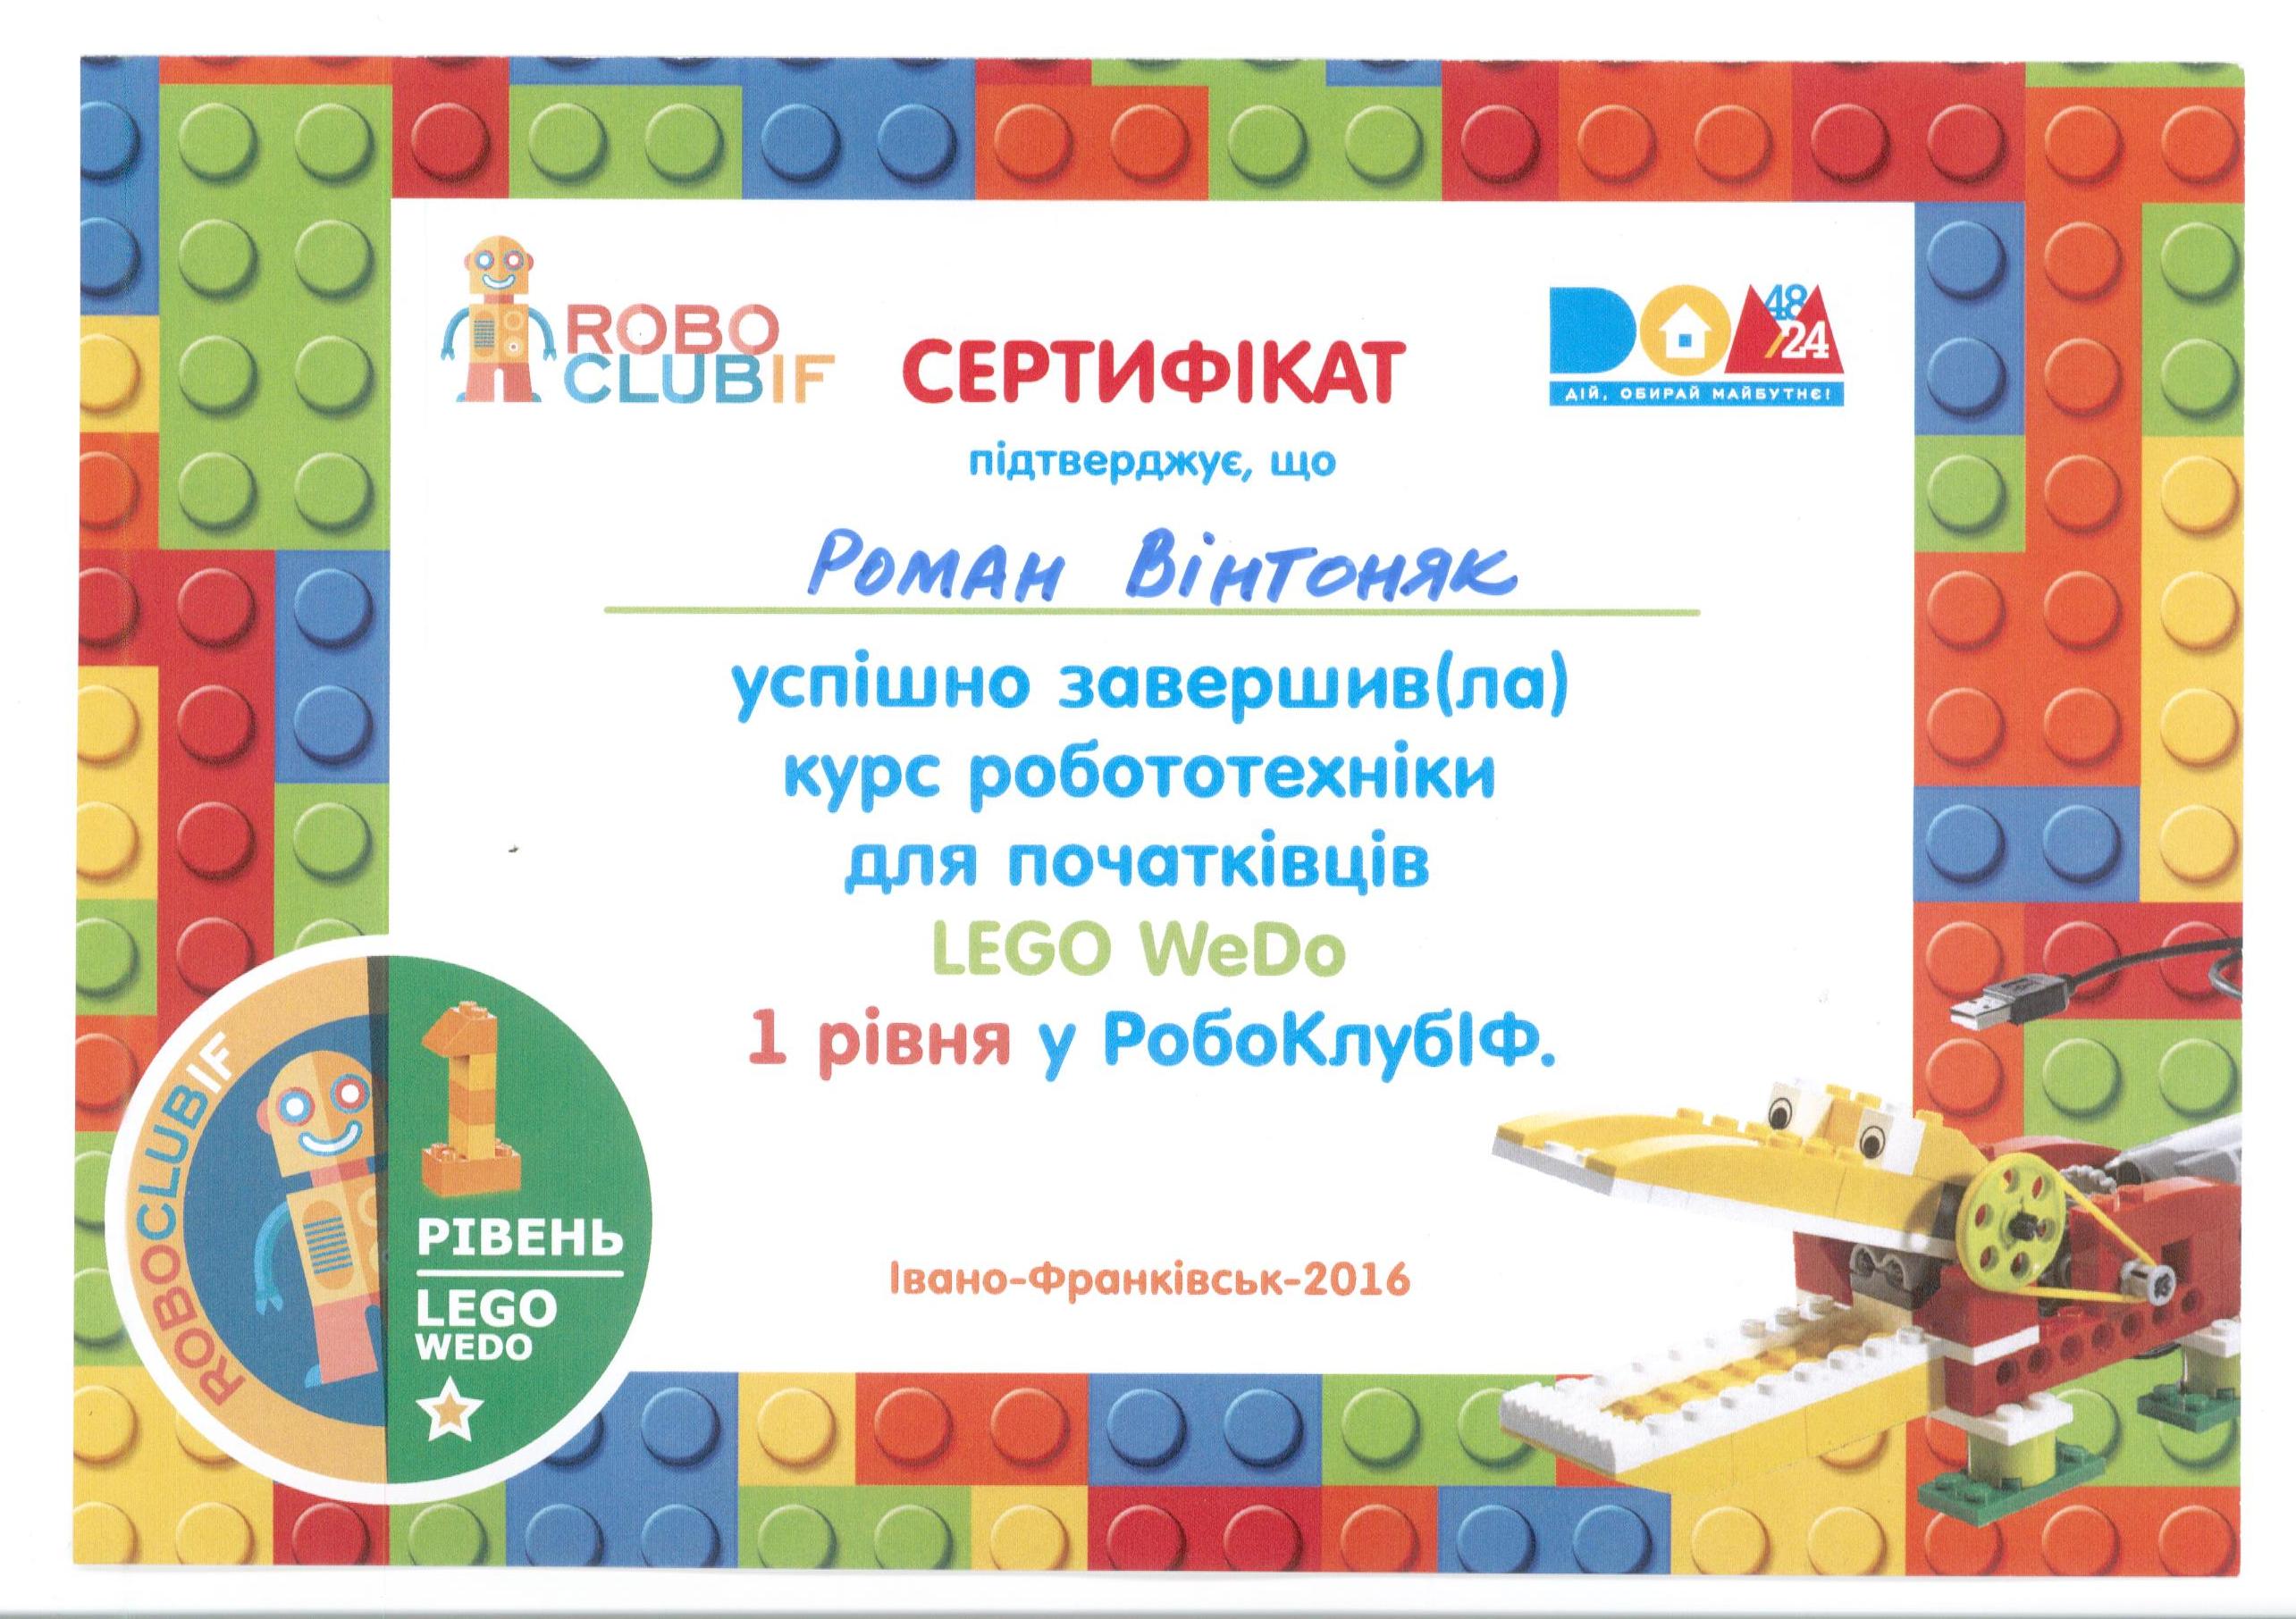 ROBO
CLUBIF
СЕРТИФІКАТ
DOM
48
24
ДІЙ, ОБИРАЙ МАЙБУТНЄ!
підтверджує, що
Роман Вінтоняк
успішно завершив(ла)
курс робототехніки
для початківців
LEGO WeDo
1 рівня у РобоКлубІФ.
ROBOCLUBIF
1
РІВЕНЬ
LEGO
WEDO
Івано-Франківськ-2016